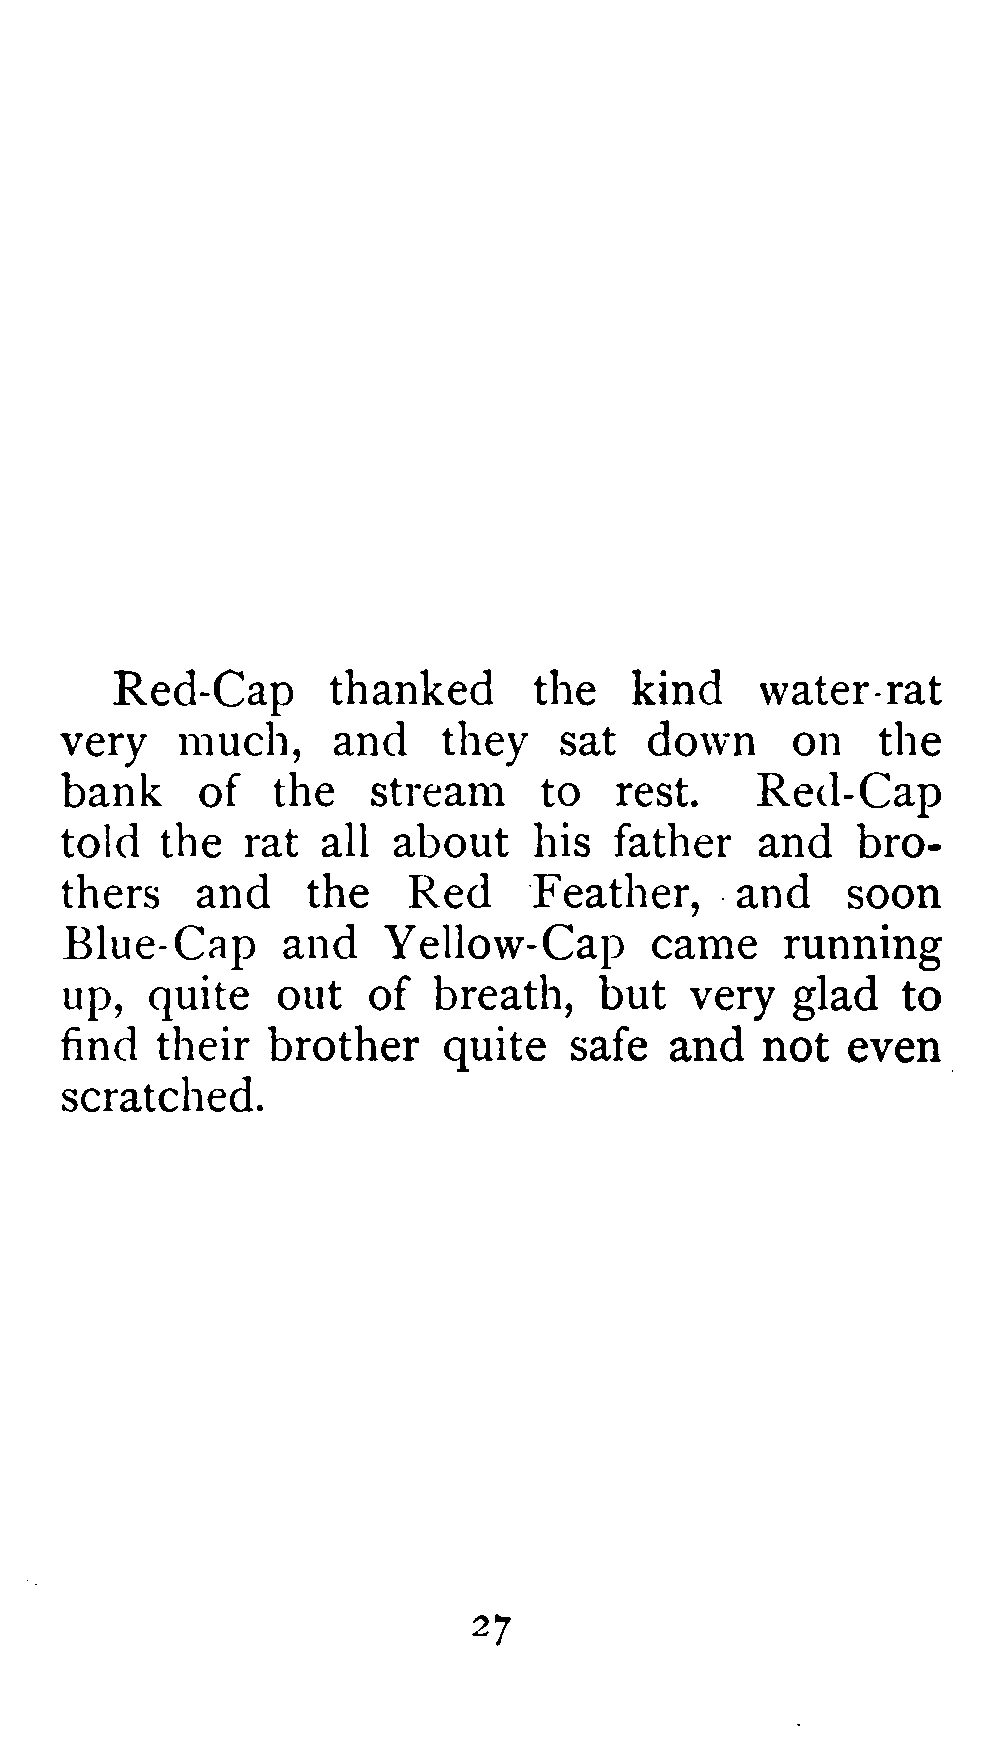 Red-Cap thanked the kind water-rat
very much, and they sat down on the
bank of the stream to rest. Red-Cap
told the rat all about his father and bro-
thers and the Red Feather, and soon
Blue-Cap and Yellow-Cap came running
up, quite out of breath, but very glad to
find their brother quite safe and not even
scratched.
27